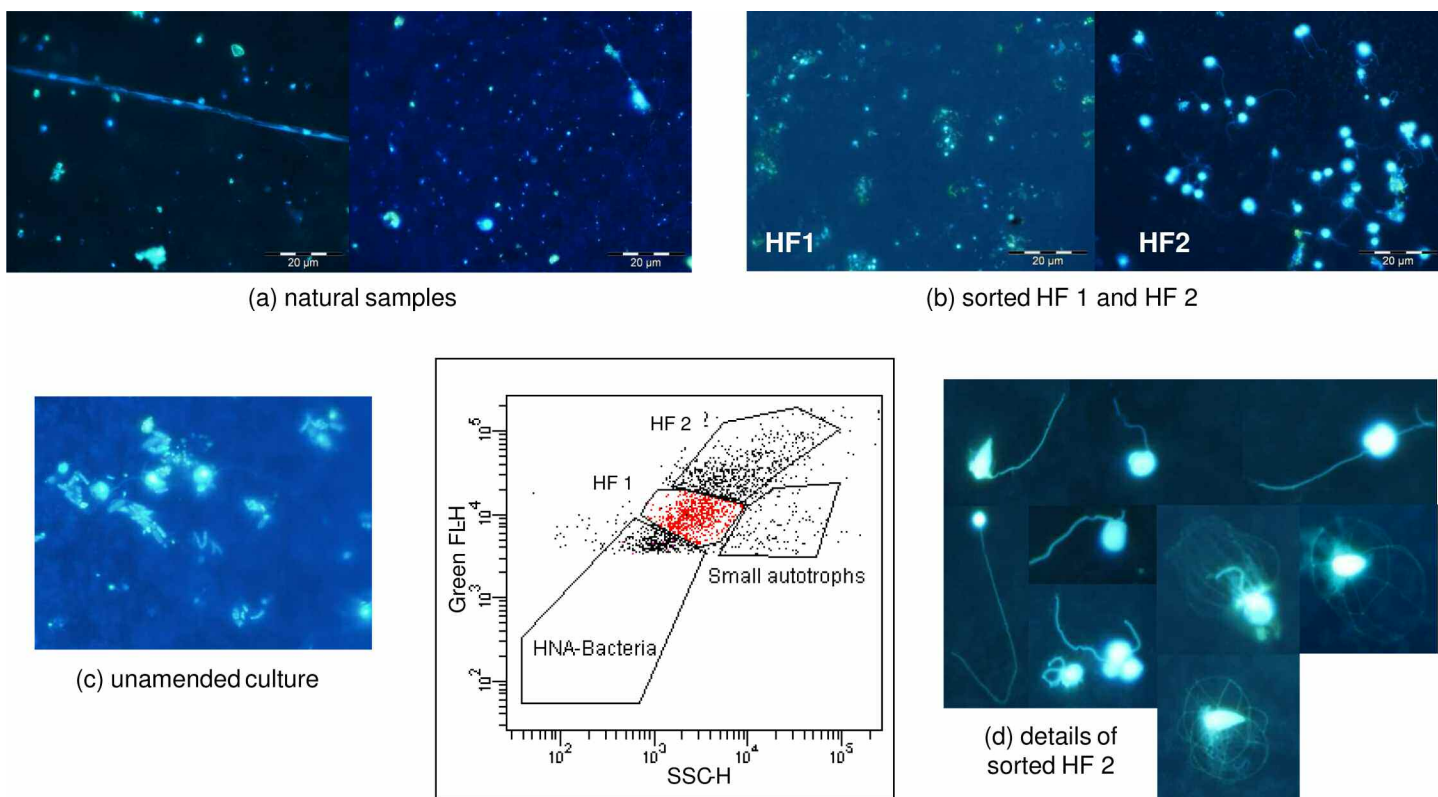 20 µm
20 µm
(a) natural samples
HF1
20 µm
HF2
20 µm
(b) sorted HF 1 and HF 2
(c) unamended culture
Green FL-H
10^5
10^4
10^3
10^2
HF 2
HF 1
Small autotrophs
HNA-Bacteria
10^2
10^3
10^4
10^5
SSC-H
(d) details of
sorted HF 2